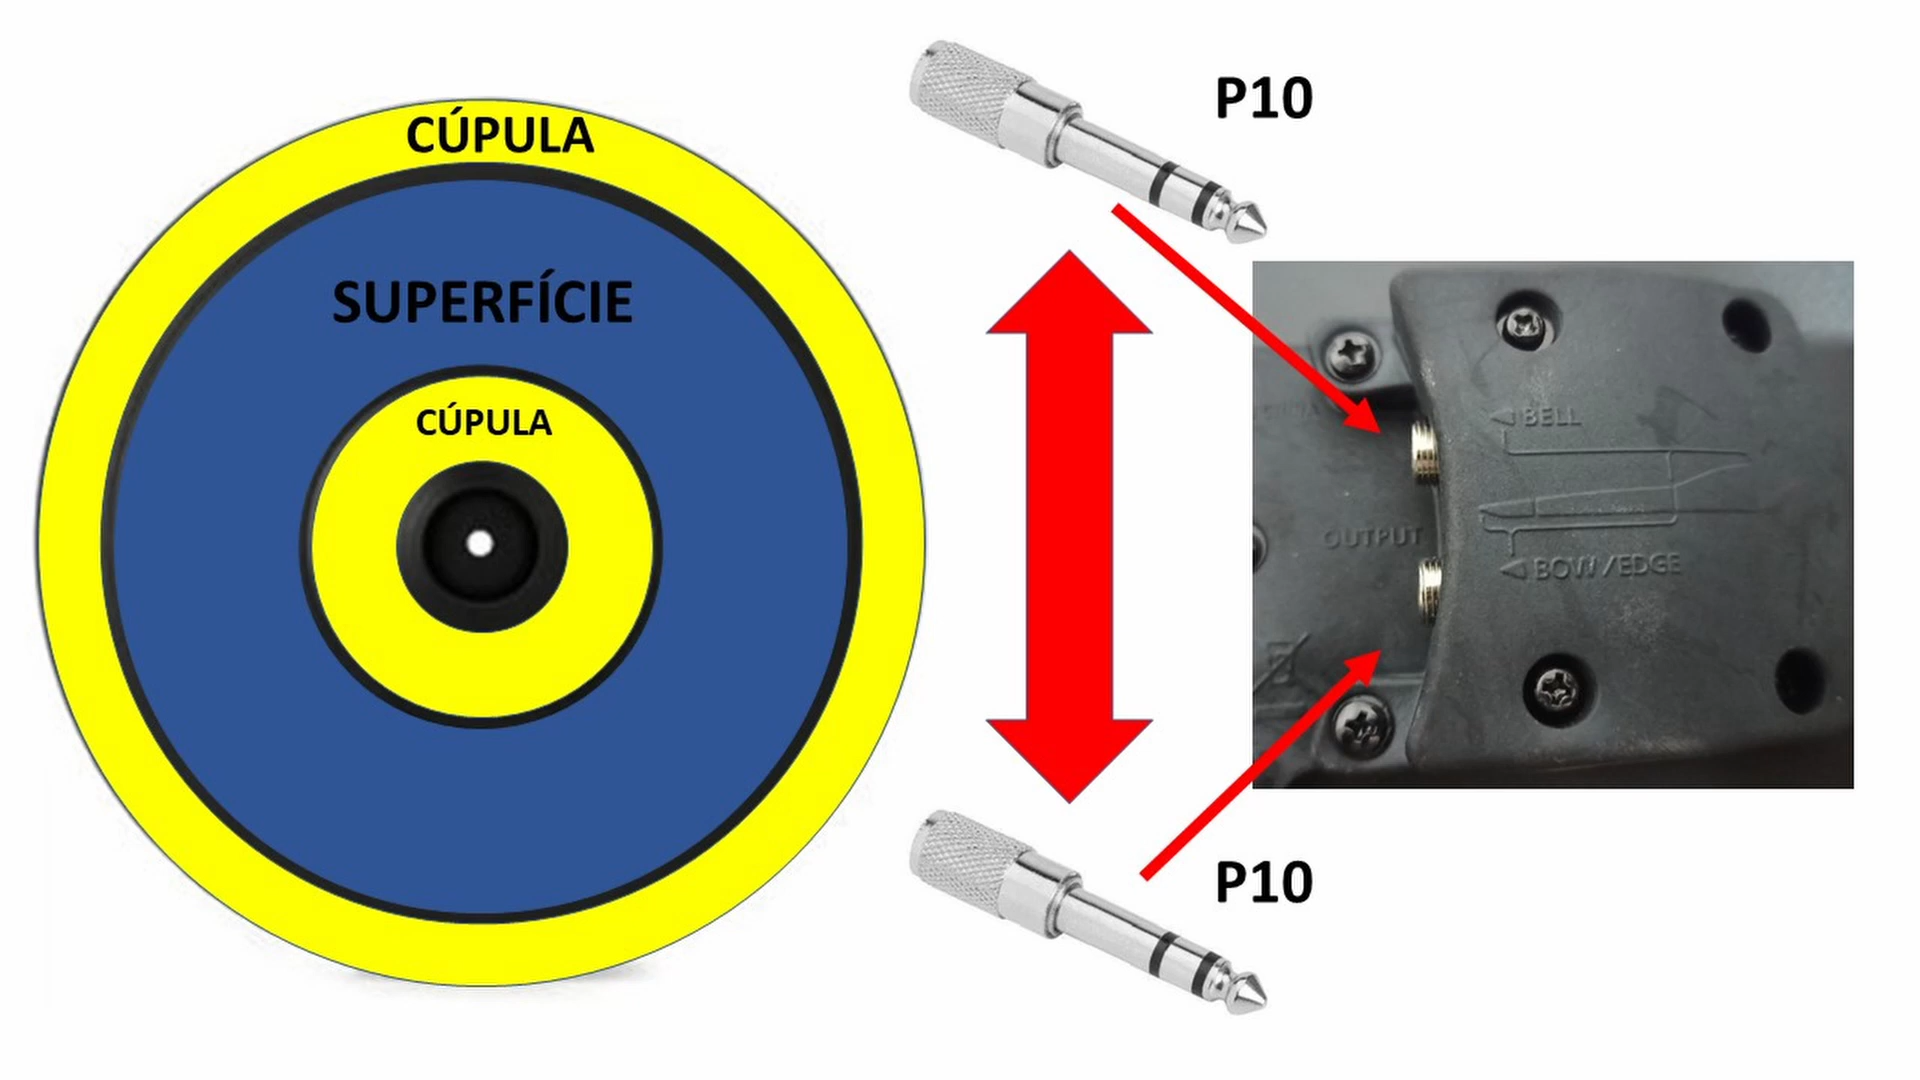 CÚPULA
SUPERFÍCIE
CÚPULA
P10
BELL
OUTPUT
BOW/EDGE
P10